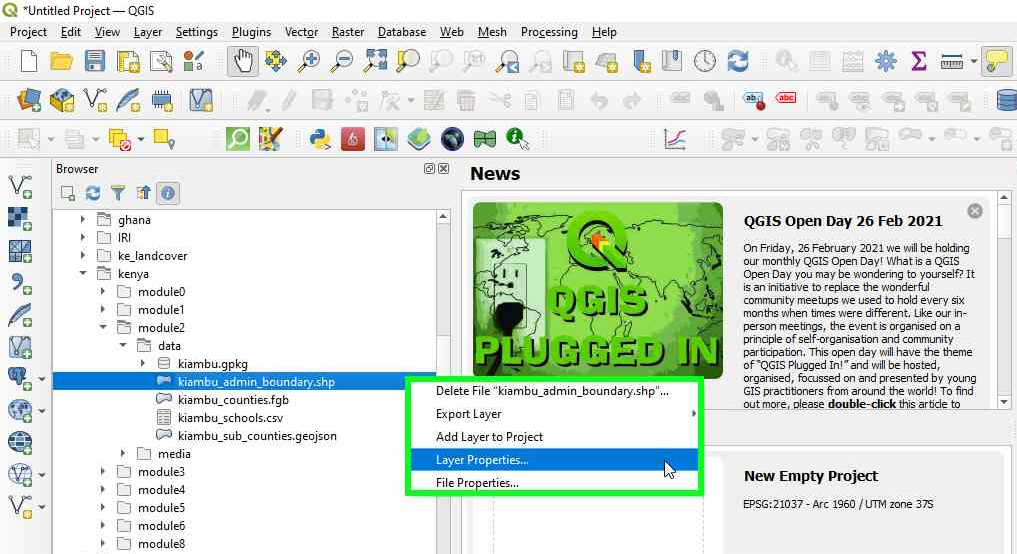 *Untitled Project — QGIS
Project Edit View Layer Settings Plugins Vector Raster Database Web Mesh Processing Help
Browser
ghana
IRI
ke_landcover
kenya
module0
module1
module2
data
kiambu.gpkg
kiambu_admin_boundary.shp
kiambu_counties.fgb
kiambu_schools.csv
kiambu_sub_counties.geojson
media
module3
module4
module5
module6
module8
Delete File "kiambu_admin_boundary.shp"...
Export Layer
Add Layer to Project
Layer Properties...
File Properties...
News
QGIS
PLUGGED IN
QGIS Open Day 26 Feb 2021
On Friday, 26 February 2021 we will be holding
our monthly QGIS Open Day! What is a QGIS
Open Day you may be wondering to yourself? It
is an initiative to replace the wonderful
community meetups we used to hold every six
months when times were different. Like our in-
person meetings, the event is organised on a
principle of self-organisation and community
participation. This open day will have the theme
of "QGIS Plugged In!" and will be hosted,
organised, focussed on and presented by young
GIS practitioners from around the world! To find
out more, please double-click this article to
New Empty Project
EPSG:21037 - Arc 1960 / UTM zone 37S